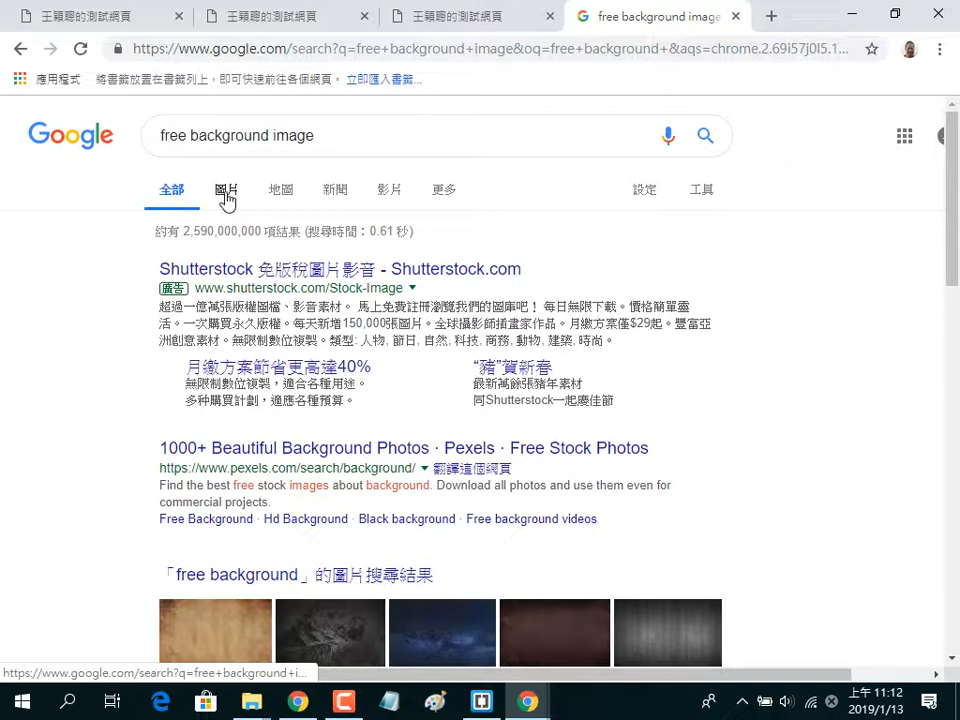 王穎聰的測試網頁
王穎聰的測試網頁
王穎聰的測試網頁
free background image
https://www.google.com/search?q=free+background+image&oq=free+background+&aqs=chrome.2.69i57j0l5.1...
應用程式 將書籤放置在書籤列上，即可快速前往各個網頁。 立即匯入書籤...
Google
free background image
全部 圖片 地圖 新聞 影片 更多 設定 工具
約有 2,590,000,000 項結果 (搜尋時間：0.61 秒)
Shutterstock 免版稅圖片影音 - Shutterstock.com
廣告 www.shutterstock.com/Stock-Image
超過一億萬張版權圖檔、影音素材。 馬上免費註冊瀏覽我們的圖庫吧！ 每日無限下載。價格簡單靈
活。一次購買永久版權。每天新增150,000張圖片。全球攝影師插畫家作品。月繳方案僅$29起。豐富亞
洲創意素材。無限制數位複製。類型: 人物, 節日, 自然, 科技, 商務, 動物, 建築, 時尚。
月繳方案節省更高達40%
無限制數位複製，適合各種用途。
多种購買計劃，適應各種預算。
“豬”賀新春
最新萬餘張豬年素材
同Shutterstock一起慶佳節
1000+ Beautiful Background Photos · Pexels · Free Stock Photos
https://www.pexels.com/search/background/ 翻譯這個網頁
Find the best free stock images about background. Download all photos and use them even for
commercial projects.
Free Background · Hd Background · Black background · Free background videos
「free background」的圖片搜尋結果
https://www.google.com/search?q=free+background+i...
上午 11:12
2019/1/13